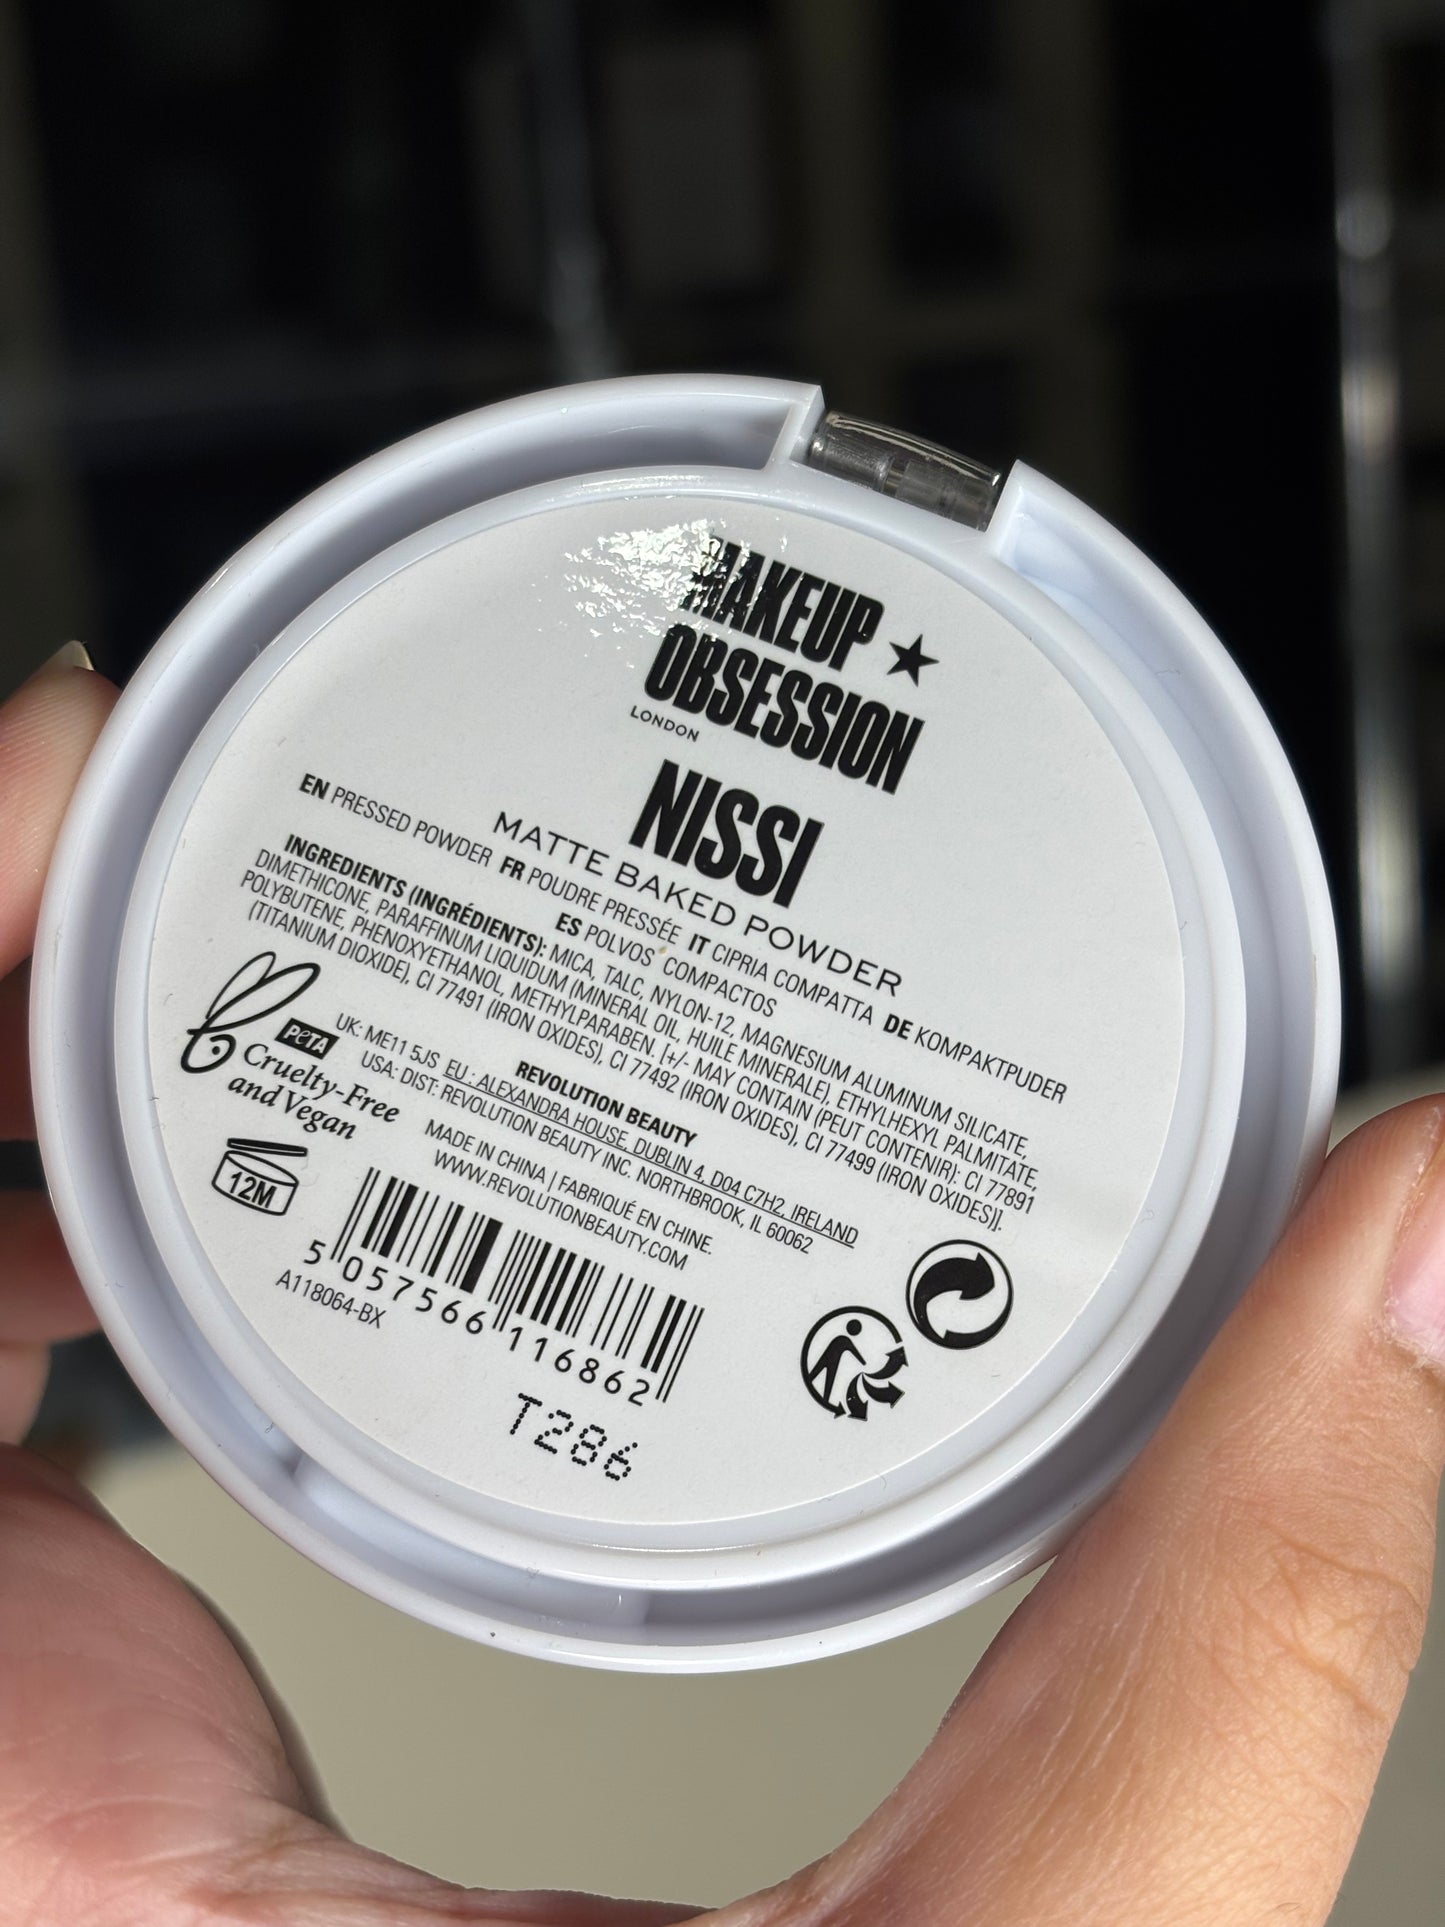 MAKEUP
OBSESSION
LONDON
NISSI
MATTE BAKED POWDER
EN PRESSED POWDER FR POUDRE PRESSÉE IT CIPRIA COMPATTA DE KOMPAKTPUDER
ES POLVOS COMPACTOS
INGREDIENTS (INGRÉDIENTS): MICA, TALC, NYLON-12, MAGNESIUM ALUMINUM SILICATE,
DIMETHICONE, PARAFFINUM LIQUIDUM (MINERAL OIL, HUILE MINERALE), ETHYLHEXYL PALMITATE,
POLYBUTENE, PHENOXYETHANOL, METHYLPARABEN. [+/- MAY CONTAIN (PEUT CONTENIR): CI 77891
(TITANIUM DIOXIDE), CI 77491 (IRON OXIDES), CI 77492 (IRON OXIDES), CI 77499 (IRON OXIDES)].
PeTA
Cruelty-Free
and Vegan
REVOLUTION BEAUTY
UK: ME11 5JS EU : ALEXANDRA HOUSE, DUBLIN 4, D04 C7H2, IRELAND
USA: DIST: REVOLUTION BEAUTY INC. NORTHBROOK, IL 60062
MADE IN CHINA | FABRIQUÉ EN CHINE.
WWW.REVOLUTIONBEAUTY.COM
12M
5 057566 116862
A118064-BX
T286